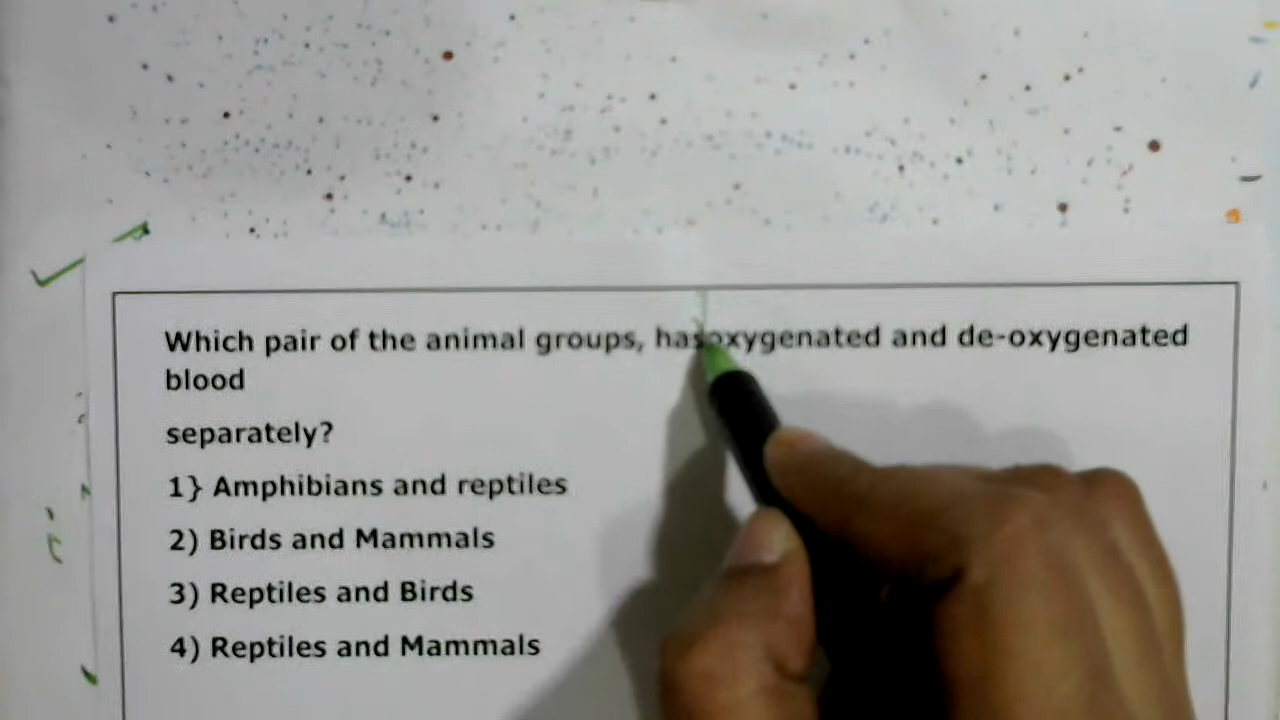 Which pair of the animal groups, has oxygenated and de-oxygenated
blood
separately?
1} Amphibians and reptiles
2) Birds and Mammals
3) Reptiles and Birds
4) Reptiles and Mammals